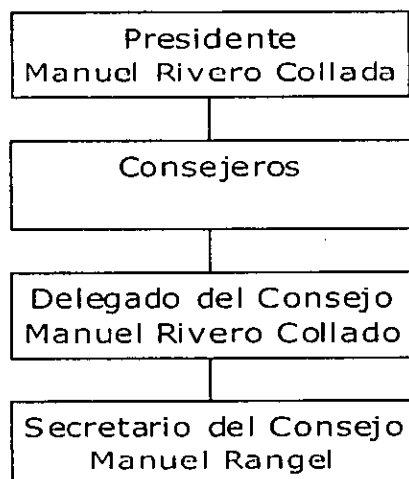 Presidente
Manuel Rivero Collada
Consejeros
Delegado del Consejo
Manuel Rivero Collado
Secretario del Consejo
Manuel Rangel